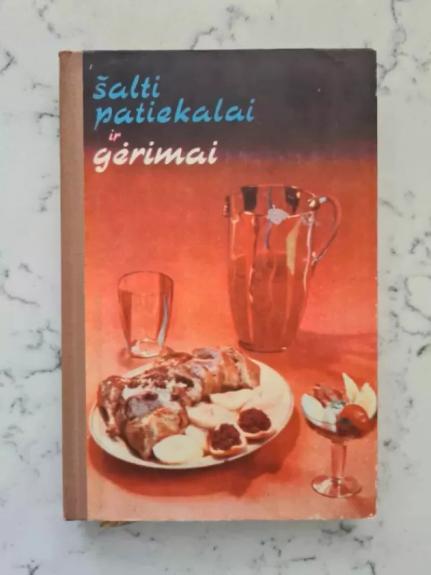 šalti
patiekalai
ir
gėrimai